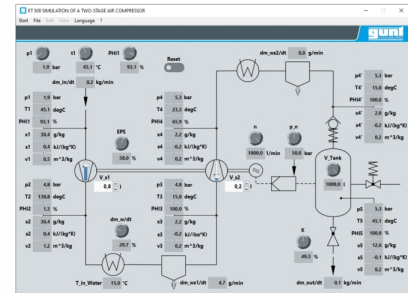 ET 500 SIMULATION OF A TWO-STAGE AIR COMPRESSOR
Start File Edit View Language ?
gunt
p1 t1 PHI1 Reset
1,9 bar 45,1 °C 93,1 %
dm_in/dt 0,2 kg/min
dm_ws2/dt 0,0 g/min
p1 1,9 bar
T1 45,1 degC
PHI1 93,1 %
x1 30,4 g/kg
s1 0,4 kJ/(kg*K)
v1 0,5 m^3/kg
p4 5,3 bar
T4 23,3 degC
PHI4 65,9 %
x4 2,2 g/kg
s4 -0,2 kJ/(kg*K)
v4 0,2 m^3/kg
p4' 5,3 bar
T4' 15,0 degC
PHI4' 100,0 %
x4' 2,0 g/kg
s4' -0,2 kJ/(kg*K)
v4' 0,2 m^3/kg
EPS
50,0 %
n
1000,0 1/min
p_n
50,0 bar
V_Tank
1000,0 l
V_z1
0,8 l
V_z2
0,2 l
p2 4,8 bar
T2 138,8 degC
PHI2 1,3 %
x2 30,4 g/kg
s2 0,4 kJ/(kg*K)
v2 1,2 m^3/kg
p3 4,8 bar
T3 15,0 degC
PHI3 100,0 %
x3 2,2 g/kg
s3 -0,2 kJ/(kg*K)
v3 0,2 m^3/kg
dm_w/dt
20,7 %
K
49,3 %
p5 5,3 bar
T5 45,1 degC
PHI5 100,0 %
x5 12,6 g/kg
s5 -0,1 kJ/(kg*K)
v5 0,2 m^3/kg
T_in_Water 15,0 °C
dm_ws1/dt 4,7 g/min
dm_out/dt 0,1 kg/min